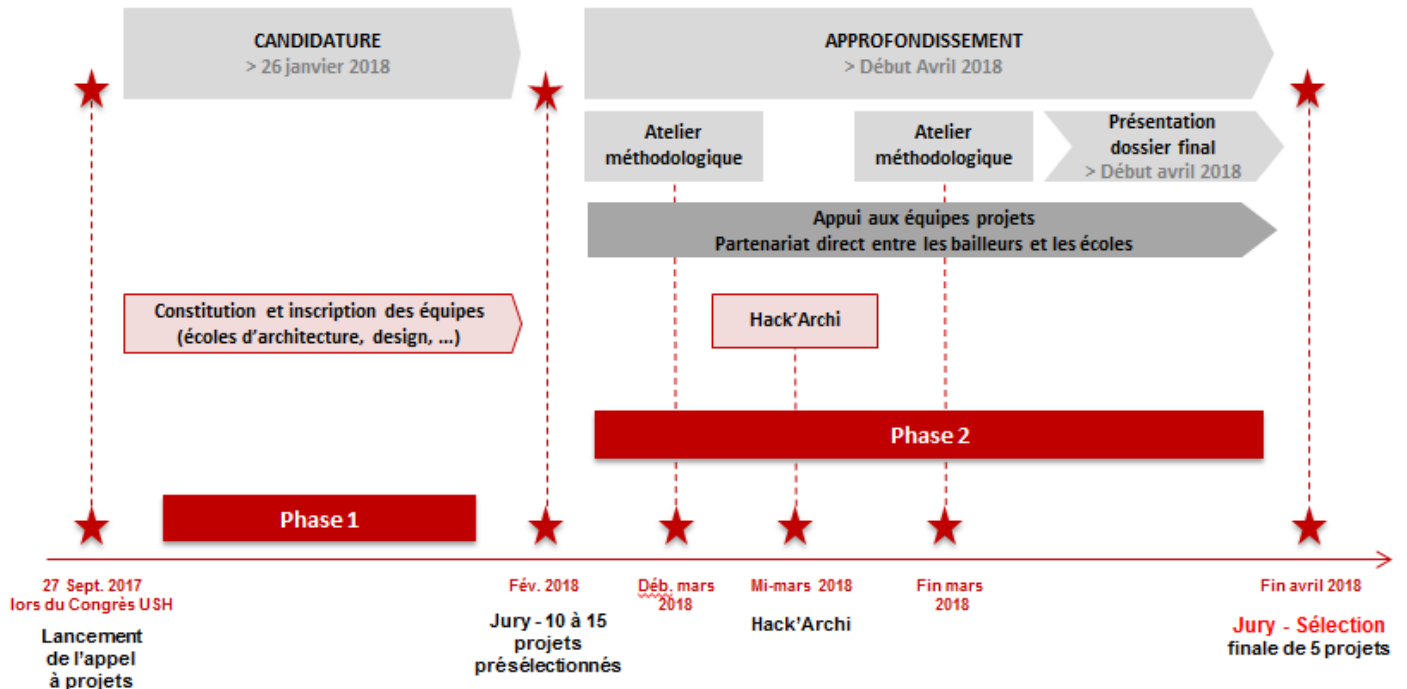 CANDIDATURE
> 26 janvier 2018
APPROFONDISSEMENT
> Début Avril 2018
Atelier
méthodologique
Atelier
méthodologique
Présentation
dossier final
> Début avril 2018
Appui aux équipes projets
Partenariat direct entre les bailleurs et les écoles
Constitution et inscription des équipes
(écoles d'architecture, design, ...)
Hack'Archi
Phase 2
Phase 1
27 Sept. 2017
lors du Congrès USH
Lancement
de l'appel
à projets
Fév. 2018
Jury - 10 à 15
projets
présélectionnés
Déb. mars
2018
Mi-mars 2018
Hack'Archi
Fin mars
2018
Fin avril 2018
Jury - Sélection
finale de 5 projets